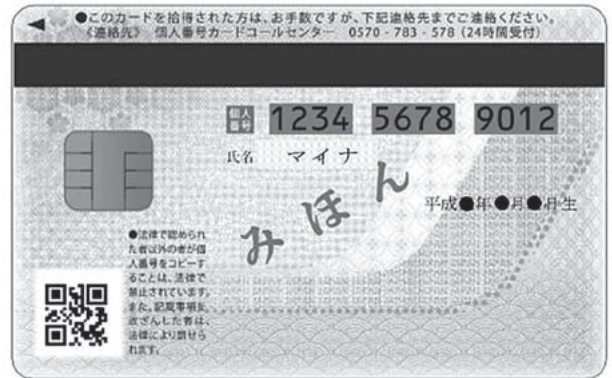 ●このカードを拾得された方は、お手数ですが、下記連絡先までご連絡ください。
《連絡先》 個人番号カードコールセンター 0570-783-578 (24時間受付)
個人番号 1234 5678 9012
氏名 マイナ
平成●年●月●日生
みほん
●法律で認められ
た者以外の者が個
人番号をコピーす
ることは、法律で
禁止されています。
また、記載事項を
改ざんした者は、
法律により罰せら
れます。